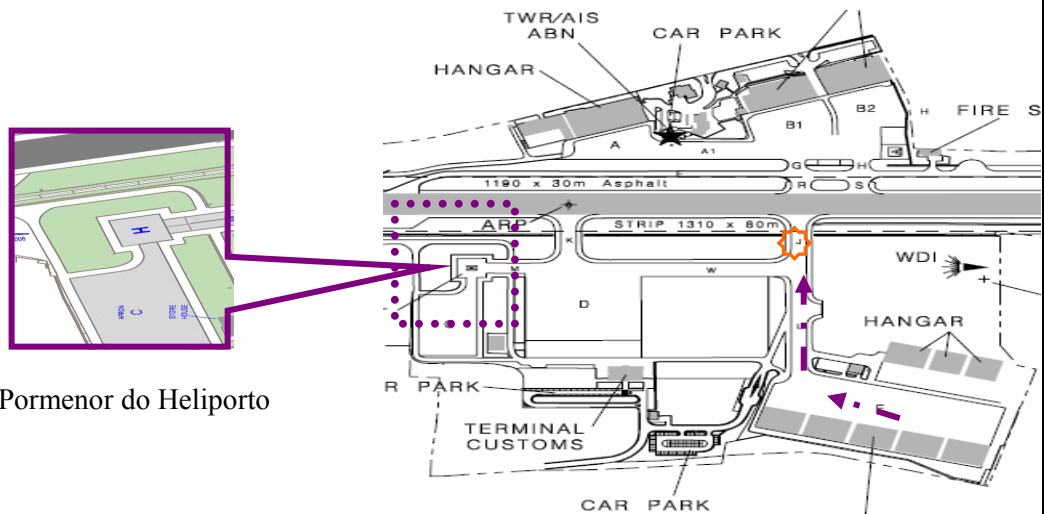 TWR/AIS
ABN
CAR PARK
HANGAR
B2
H
FIRE S
B1
A
A1
G
H
1190 x 30m Asphalt
R
S
ARP
STRIP 1310 x 80m
K
J
WDI
M
W
D
H
APRON
C
STORE
HOUSE
HANGAR
R PARK
E
Pormenor do Heliporto
TERMINAL
CUSTOMS
CAR PARK